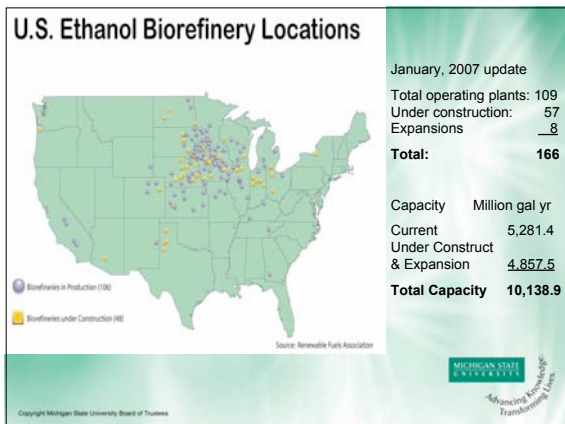 U.S. Ethanol Biorefinery Locations
Biorefineries in Production (106)
Biorefineries under Construction (48)
Source: Renewable Fuels Association
January, 2007 update
Total operating plants: 109
Under construction: 57
Expansions 8
Total: 166
Capacity Million gal yr
Current 5,281.4
Under Construct
& Expansion 4,857.5
Total Capacity 10,138.9
MICHIGAN STATE
UNIVERSITY
Advancing Knowledge.
Transforming Lives.
Copyright Michigan State University Board of Trustees